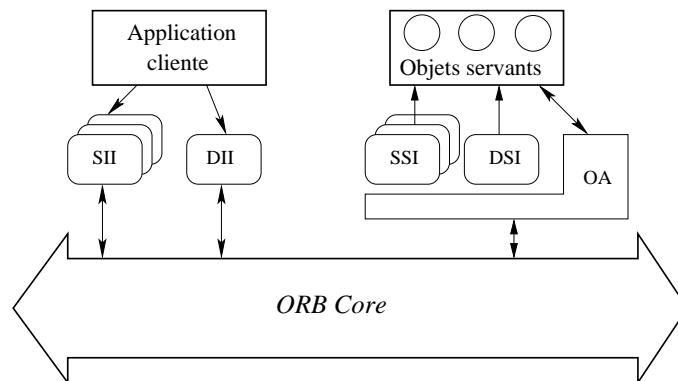 Application
cliente
Objets servants
SII
DII
SSI
DSI
OA
ORB Core